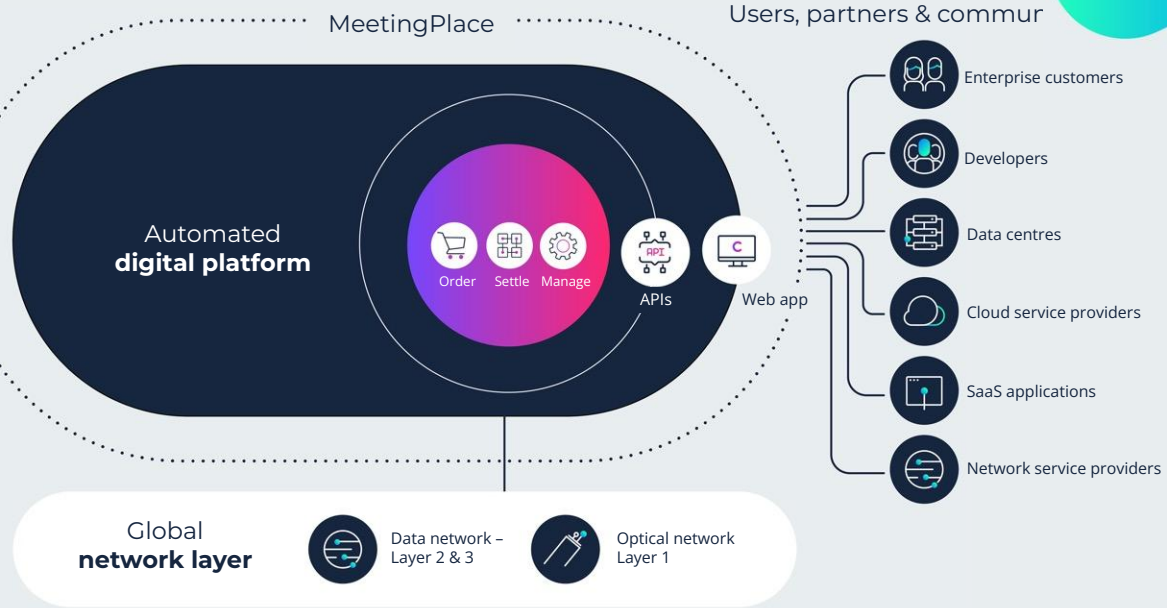 MeetingPlace
Users, partners &
Automated
digital platform
Order
Settle
Manage
API
APIs
C
Web app
Enterprise customers
Developers
Data centres
Cloud service providers
SaaS applications
Network service providers
Global
network layer
Data network –
Layer 2 & 3
Optical network
Layer 1